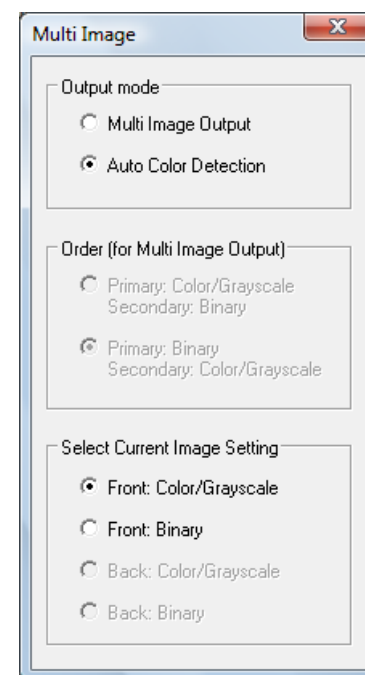 Multi Image
Output mode
Multi Image Output
Auto Color Detection
Order (for Multi Image Output)
Primary: Color/Grayscale
Secondary: Binary
Primary: Binary
Secondary: Color/Grayscale
Select Current Image Setting
Front: Color/Grayscale
Front: Binary
Back: Color/Grayscale
Back: Binary